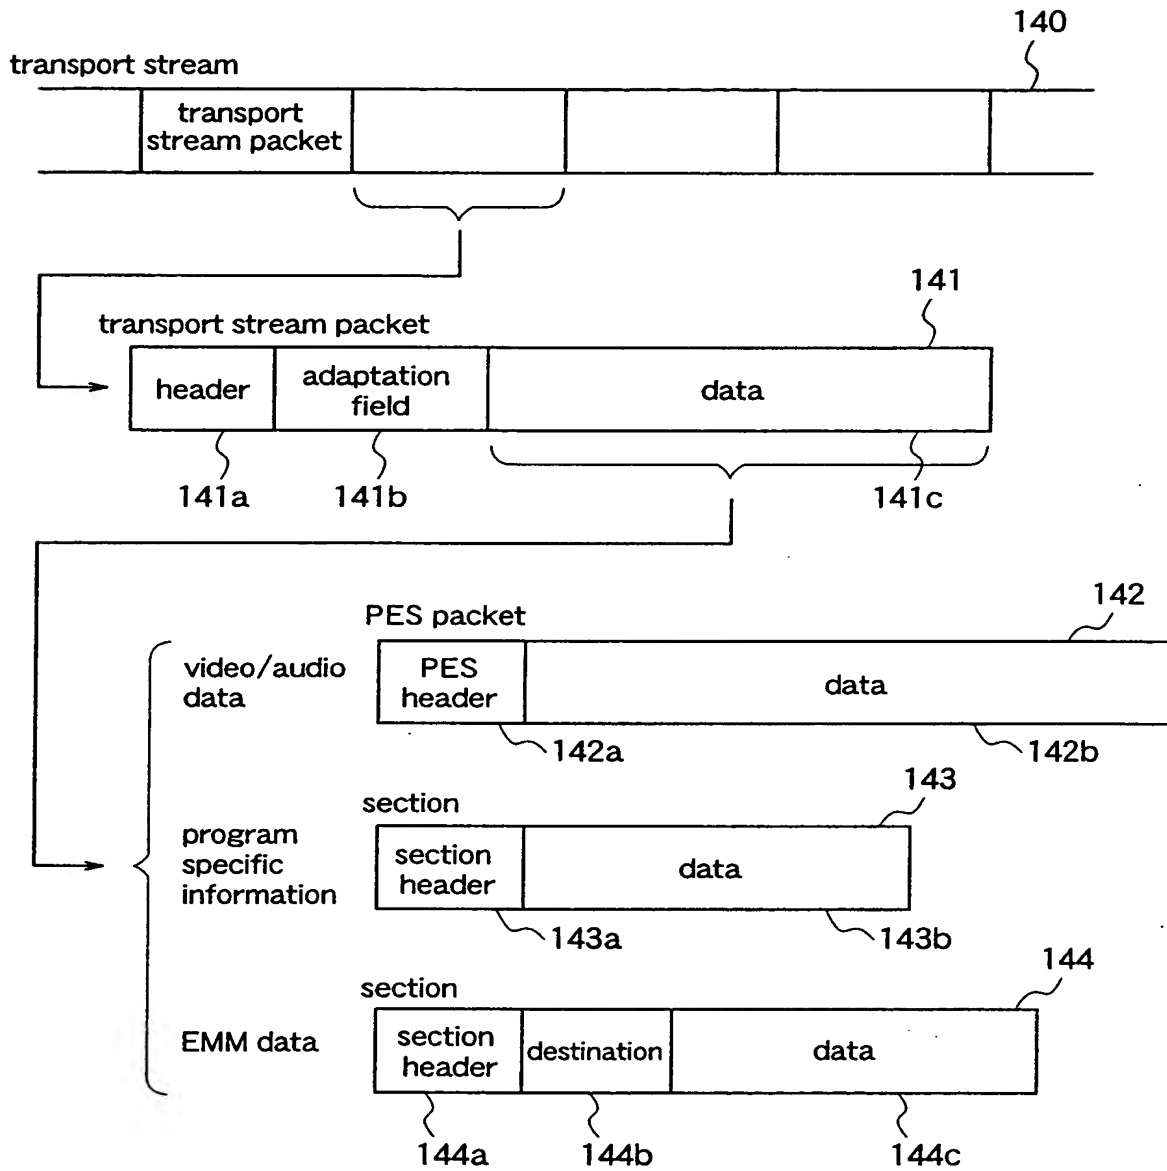 140
transport stream
transport
stream packet
141
transport stream packet
header
adaptation
field
data
141a
141b
141c
142
PES packet
video/audio
data
PES
header
data
142a
142b
143
section
program
specific
information
section
header
data
143a
143b
144
section
EMM data
section
header
destination
data
144a
144b
144c